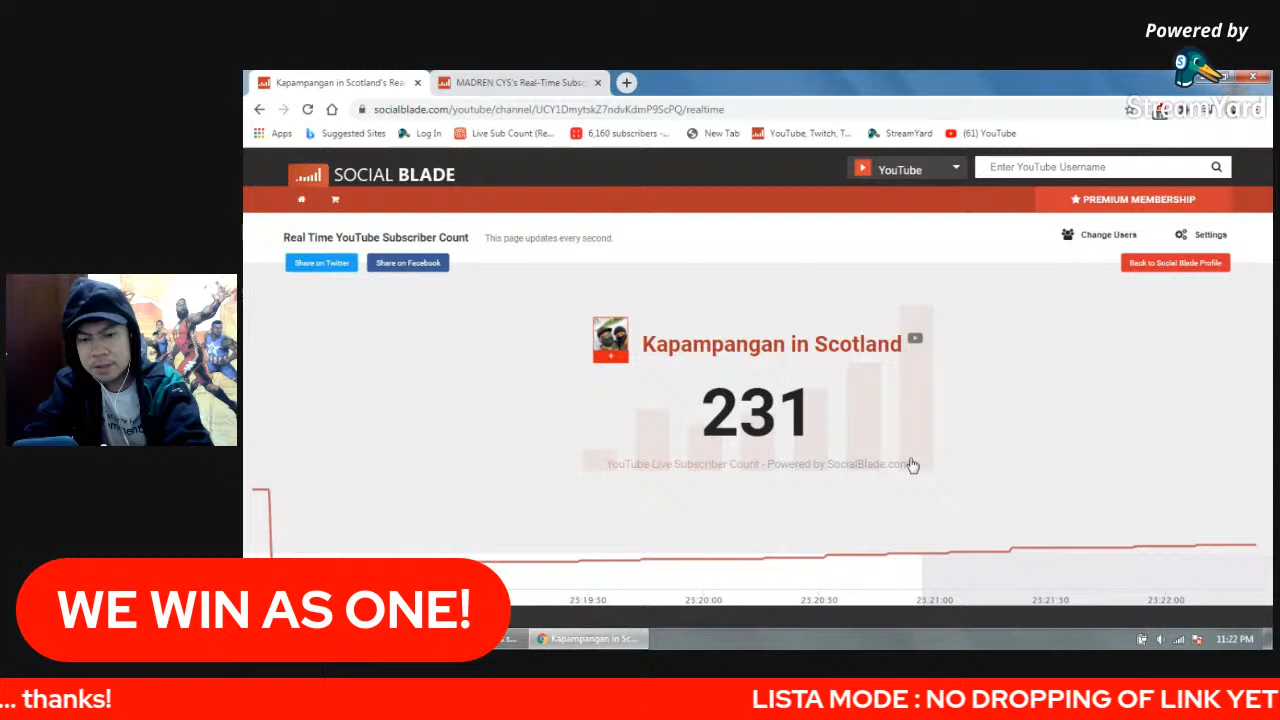 Powered by
StreamYard
Kapampangan in Scotland's Rea
MADREN CYS's Real-Time Subsc
socialblade.com/youtube/channel/UCY1DmytskZ7ndvKdmP9ScPQ/realtime
Apps
Suggested Sites
Log In
Live Sub Count (Re...
6,160 subscribers -...
New Tab
YouTube, Twitch, T...
StreamYard
(61) YouTube
SOCIAL BLADE
YouTube
Enter YouTube Username
PREMIUM MEMBERSHIP
Real Time YouTube Subscriber Count
This page updates every second.
Change Users
Settings
Share on Twitter
Share on Facebook
Back to Social Blade Profile
Kapampangan in Scotland
231
YouTube Live Subscriber Count - Powered by SocialBlade.com
23:19:30
23:20:00
23:20:30
23:21:00
23:21:30
23:22:00
WE WIN AS ONE!
Kapampangan in Sc...
11:22 PM
... thanks!
LISTA MODE : NO DROPPING OF LINK YET